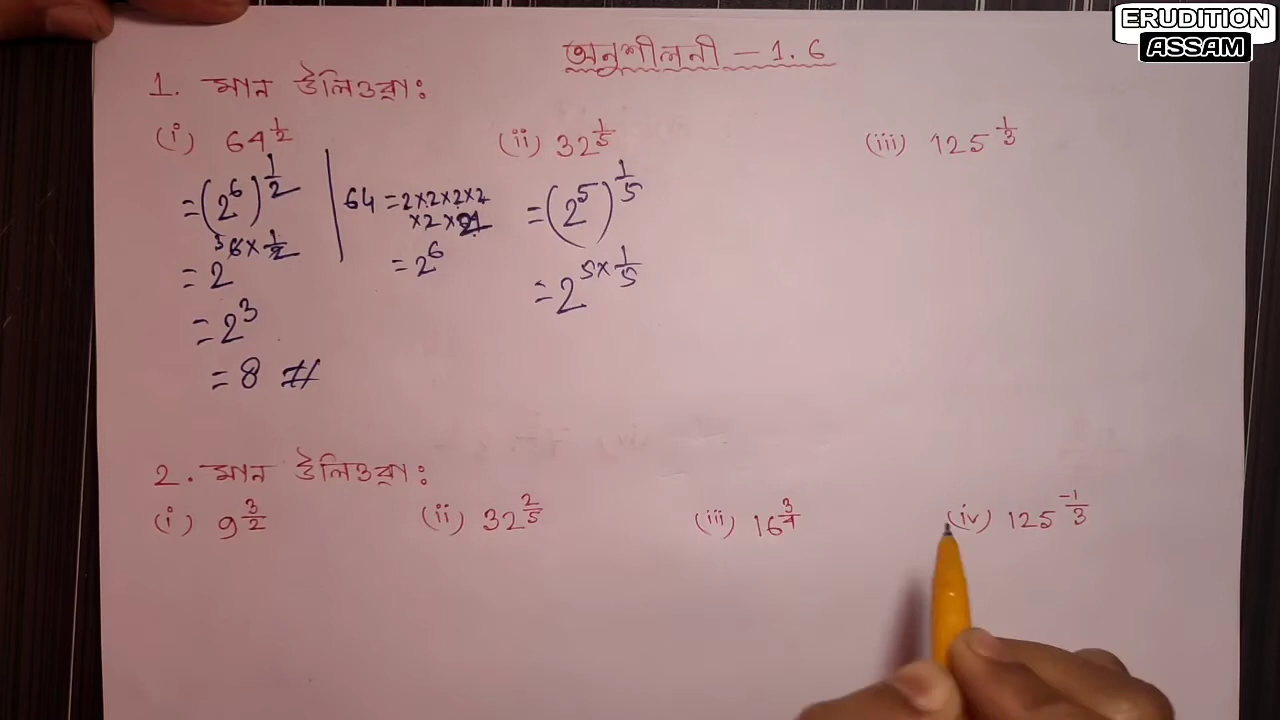 ERUDITION
ASSAM
অনুশীলনী – 1.6
1. মান উলিওৱা :
(i) 64^{1/2} (ii) 32^{1/5} (iii) 125^{1/3}
= (2^6)^{1/2} 64 = 2×2×2×2 = (2^5)^{1/5}
×2×2
= 2^{6×1/2} = 2^6 = 2^{5×1/5}
= 2^3
= 8 #
2. মান উলিওৱা :
(i) 9^{3/2} (ii) 32^{2/5} (iii) 16^{3/4} (iv) 125^{-1/3}